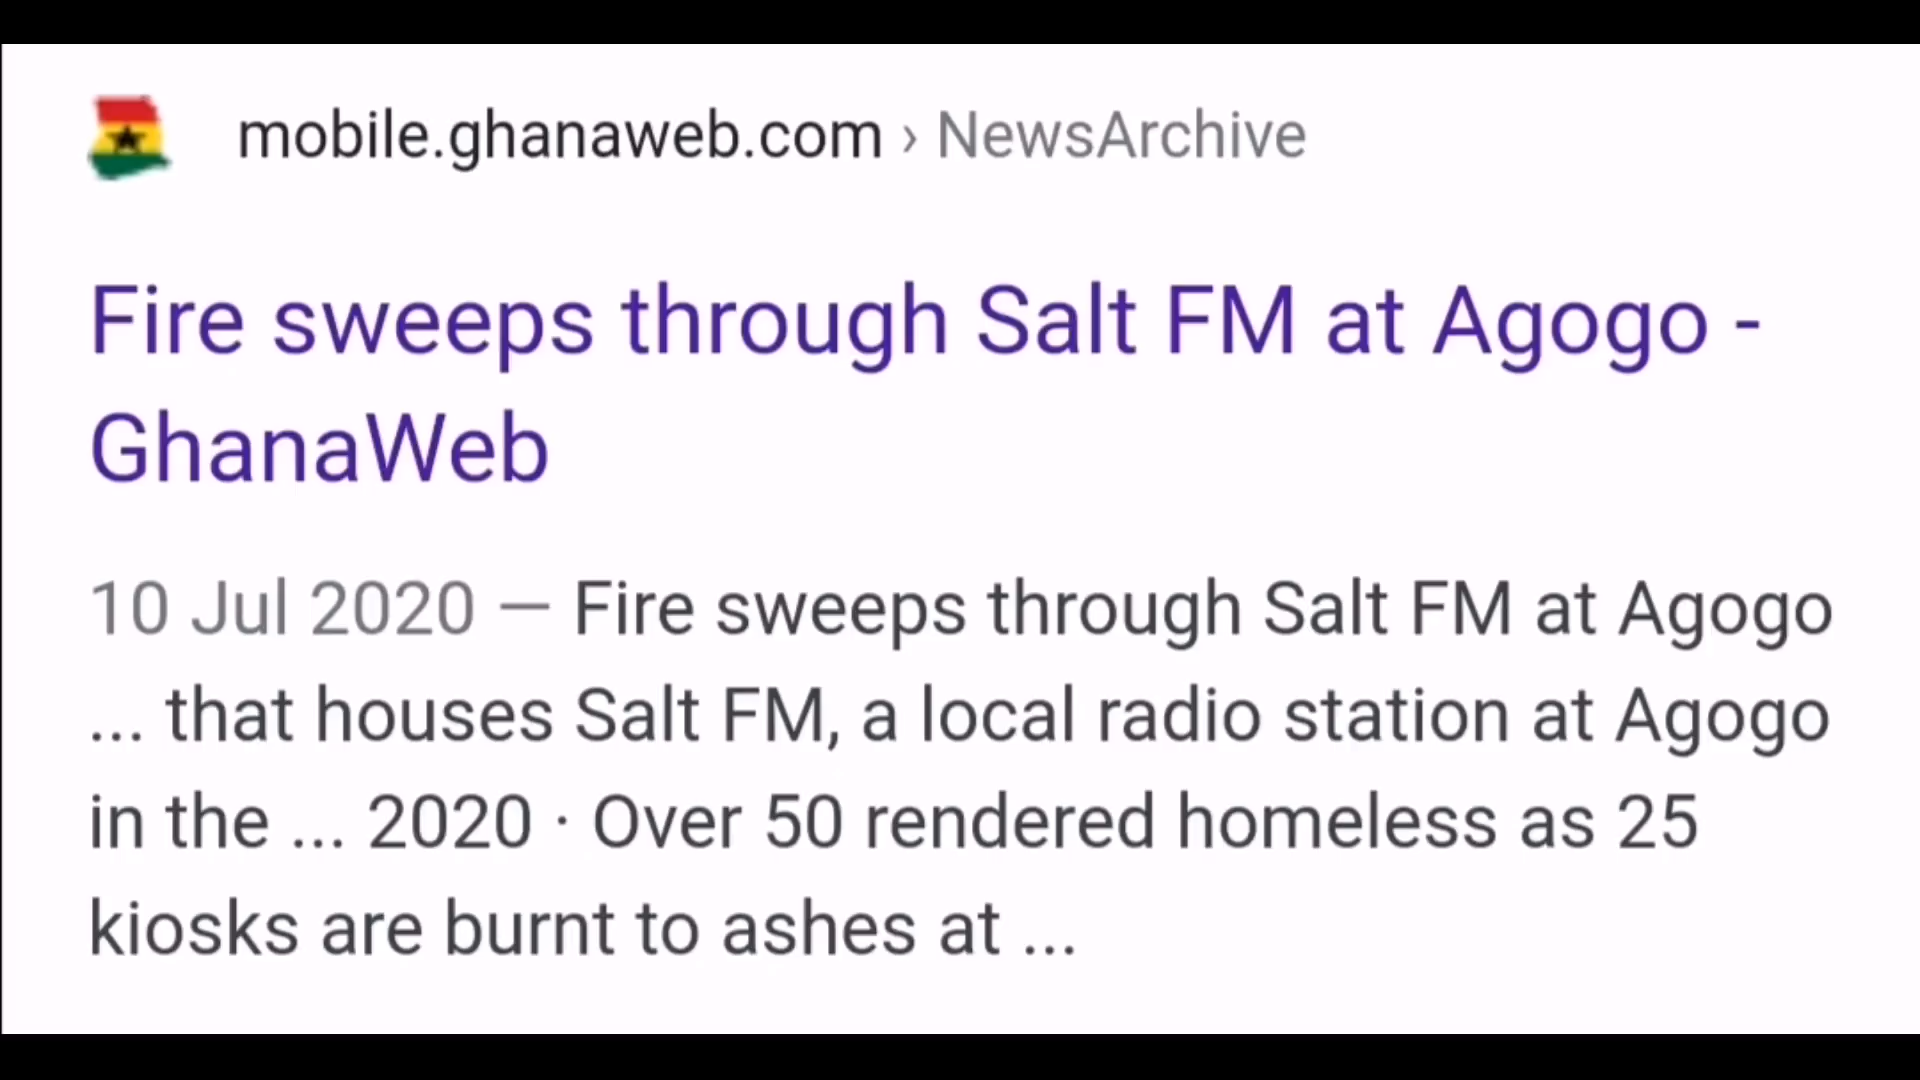 mobile.ghanaweb.com › NewsArchive
Fire sweeps through Salt FM at Agogo -
GhanaWeb
10 Jul 2020 — Fire sweeps through Salt FM at Agogo
... that houses Salt FM, a local radio station at Agogo
in the ... 2020 · Over 50 rendered homeless as 25
kiosks are burnt to ashes at ...